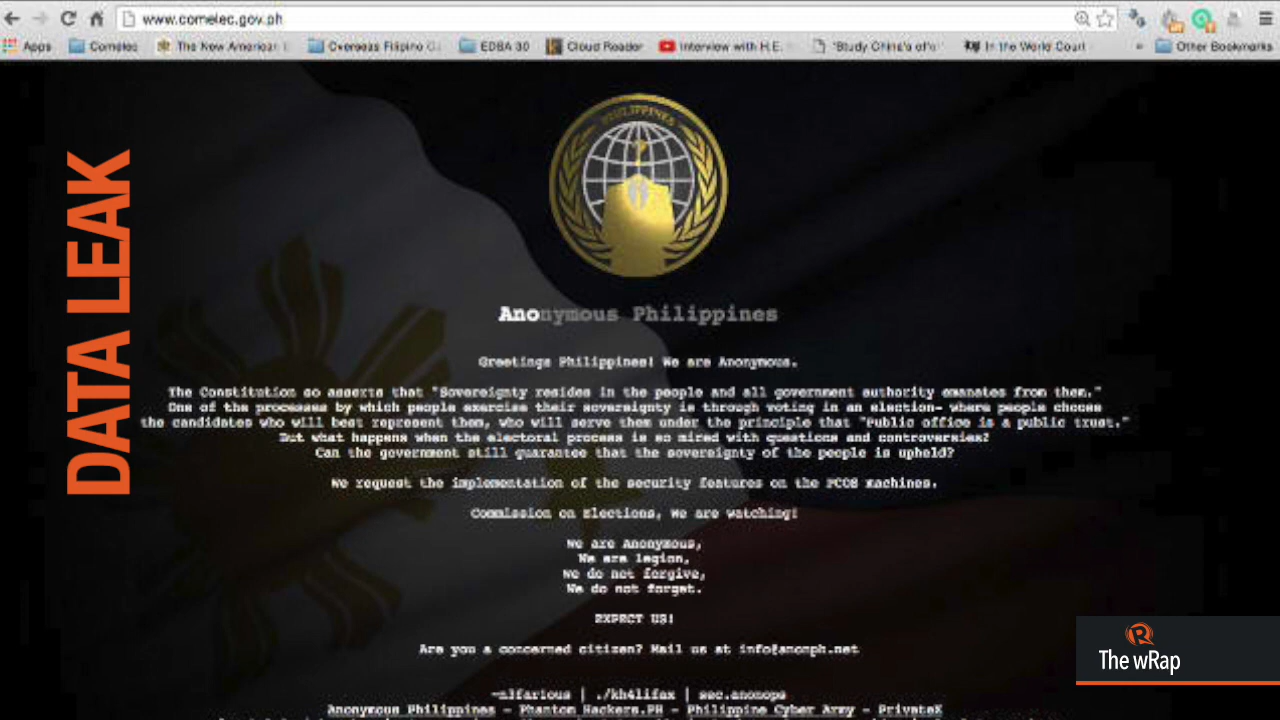 www.comelec.gov.ph
Apps Comelec The New American Overseas Filipino EDSA 30 Cloud Reader Interview with H.E. "Study China's In the World Court » Other Bookmarks
DATA LEAK
PHILIPPINES
Anonymous Philippines
Greetings Philippines! We are Anonymous.
The Constitution so asserts that "Sovereignty resides in the people and all government authority emanates from them."
One of the processes by which people exercise their sovereignty is through voting in an election- where people choose
the candidates who will best represent them, who will serve them under the principle that "Public office is a public trust."
But what happens when the electoral process is so mired with questions and controversies?
Can the government still guarantee that the sovereignty of the people is upheld?
We request the implementation of the security features on the PCOS machines.
Commission on Elections, We are watching!
We are Anonymous,
We are legion,
We do not forgive,
We do not forget.
EXPECT US!
Are you a concerned citizen? Mail us at info@anonph.net
-n3farious | ./kh4lifax | sec.anonops
Anonymous Philippines - Phantom Hackers.PH - Philippine Cyber Army - PrivateX
R
The wRap